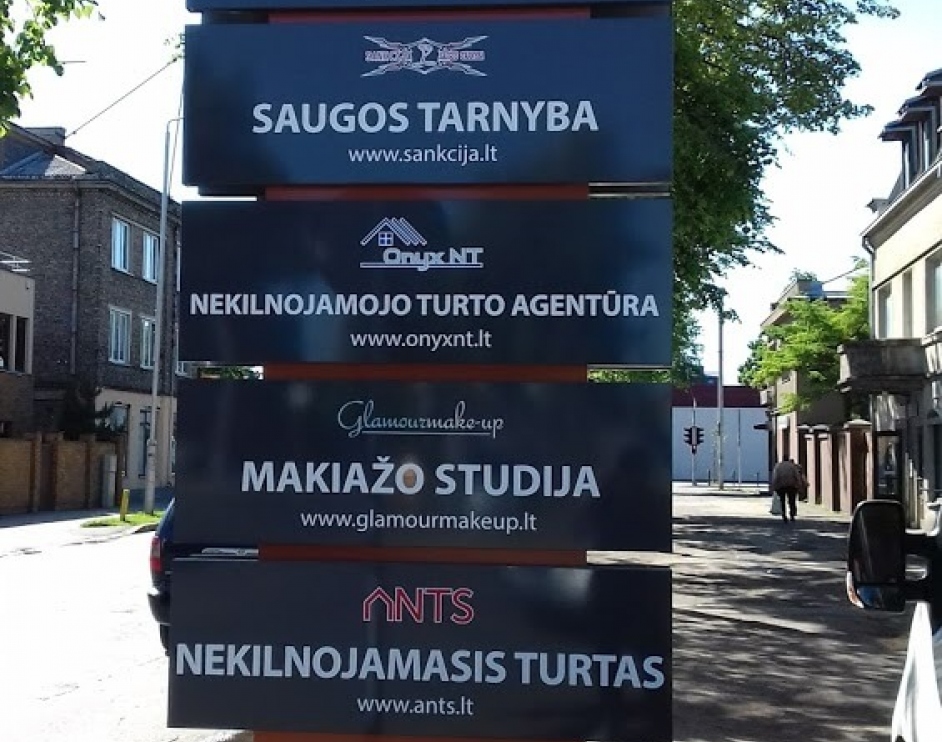 SAUGOS TARNYBA
www.sankcija.lt
Onyx NT
NEKILNOJAMOJO TURTO AGENTŪRA
www.onyxnt.lt
Glamourmake-up
MAKIAŽO STUDIJA
www.glamourmakeup.lt
ANTS
NEKILNOJAMASIS TURTAS
www.ants.lt